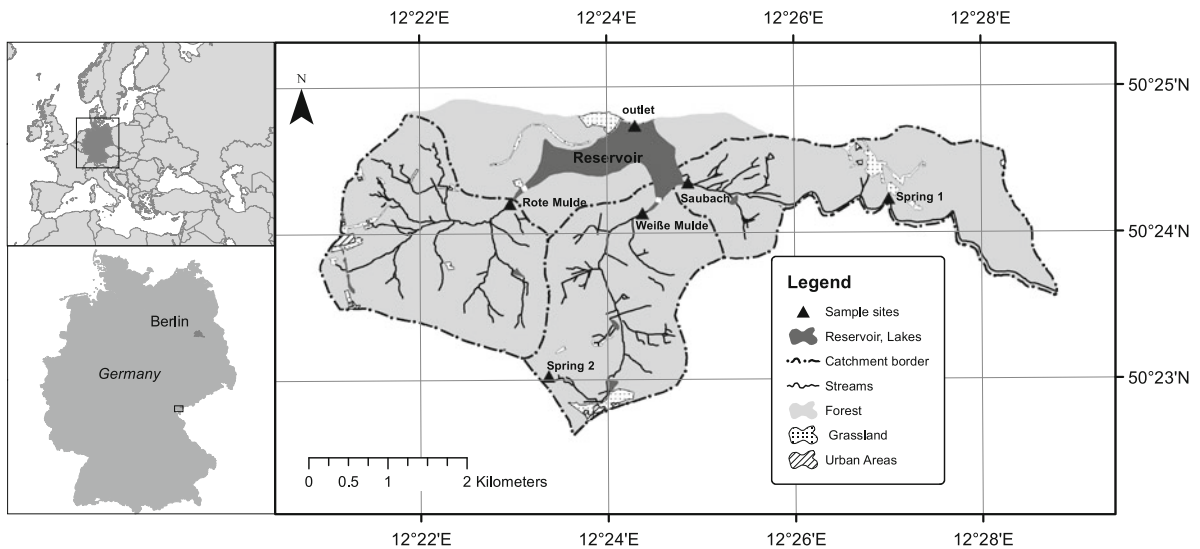 12°22'E 12°24'E 12°26'E 12°28'E
50°25'N
N
outlet
Reservoir
Saubach
Spring 1
Rote Mulde
Weiße Mulde
50°24'N
Spring 2
50°23'N
Berlin
Germany
Legend
Sample sites
Reservoir, Lakes
Catchment border
Streams
Forest
Grassland
Urban Areas
0 0.5 1 2 Kilometers
12°22'E 12°24'E 12°26'E 12°28'E